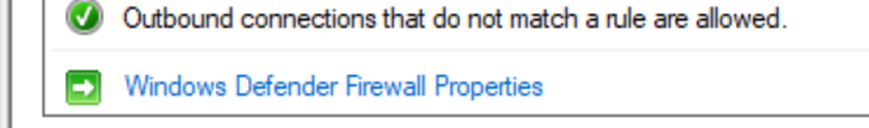 Outbound connections that do not match a rule are allowed.
Windows Defender Firewall Properties